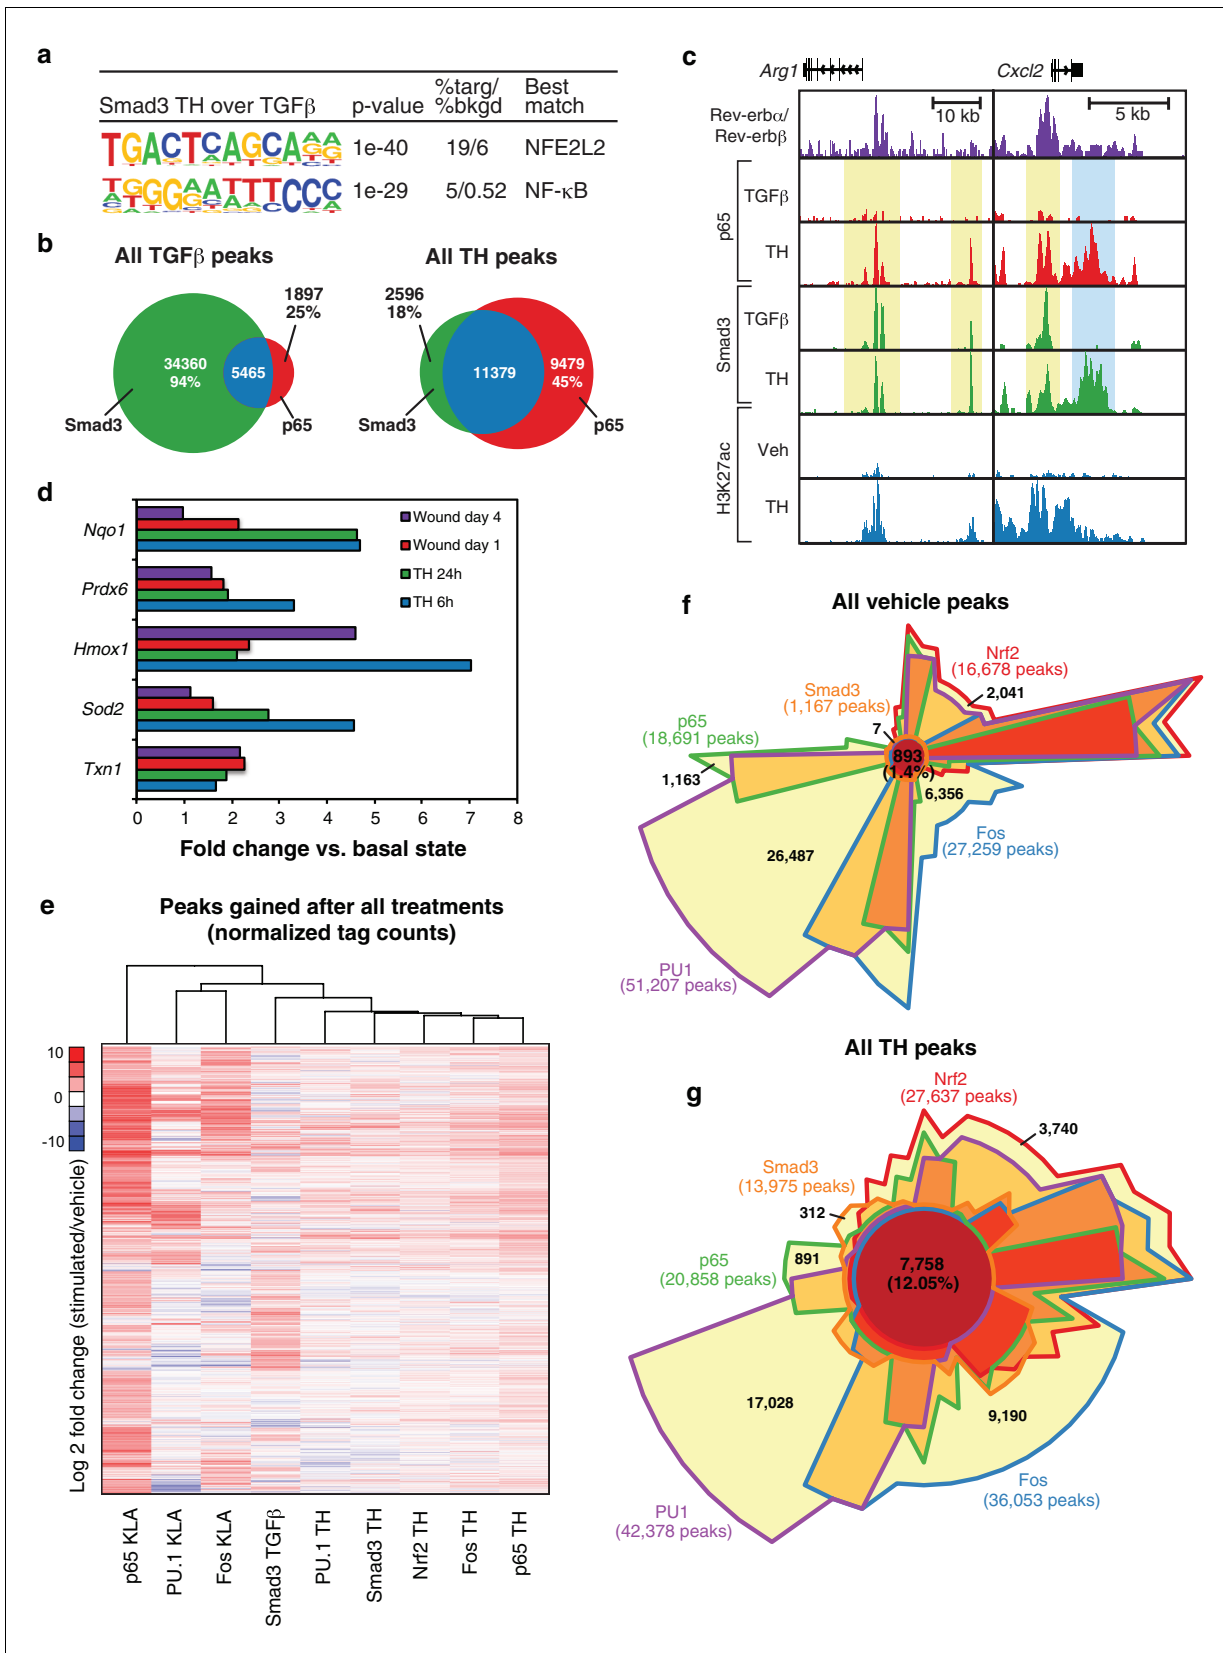 a
Smad3 TH over TGFβ
p-value
%targ/
%bkgd
Best
match
TGACTCAGCAGG
1e-40
19/6
NFE2L2
1e-29
5/0.52
NF-κB
b
All TGFβ peaks
All TH peaks
34360
94%
5465
1897
25%
Smad3
p65
2596
18%
11379
9479
45%
Smad3
p65
c
Arg1
Cxcl2
Rev-erbα/
Rev-erbβ
10 kb
5 kb
p65
TGFβ
TH
Smad3
TGFβ
TH
H3K27ac
Veh
TH
d
Nqo1
Prdx6
Hmox1
Sod2
Txn1
Wound day 4
Wound day 1
TH 24h
TH 6h
0 1 2 3 4 5 6 7 8
Fold change vs. basal state
e
Peaks gained after all treatments
(normalized tag counts)
10
0
-10
Log 2 fold change (stimulated/vehicle)
p65 KLA
PU.1 KLA
Fos KLA
Smad3 TGFβ
PU.1 TH
Smad3 TH
Nrf2 TH
Fos TH
p65 TH
f
All vehicle peaks
Nrf2
(16,678 peaks)
2,041
Smad3
(1,167 peaks)
7
p65
(18,691 peaks)
1,163
893
(1.4%)
6,356
Fos
(27,259 peaks)
26,487
PU1
(51,207 peaks)
g
All TH peaks
Nrf2
(27,637 peaks)
3,740
Smad3
(13,975 peaks)
312
p65
(20,858 peaks)
891
7,758
(12.05%)
17,028
9,190
Fos
(36,053 peaks)
PU1
(42,378 peaks)